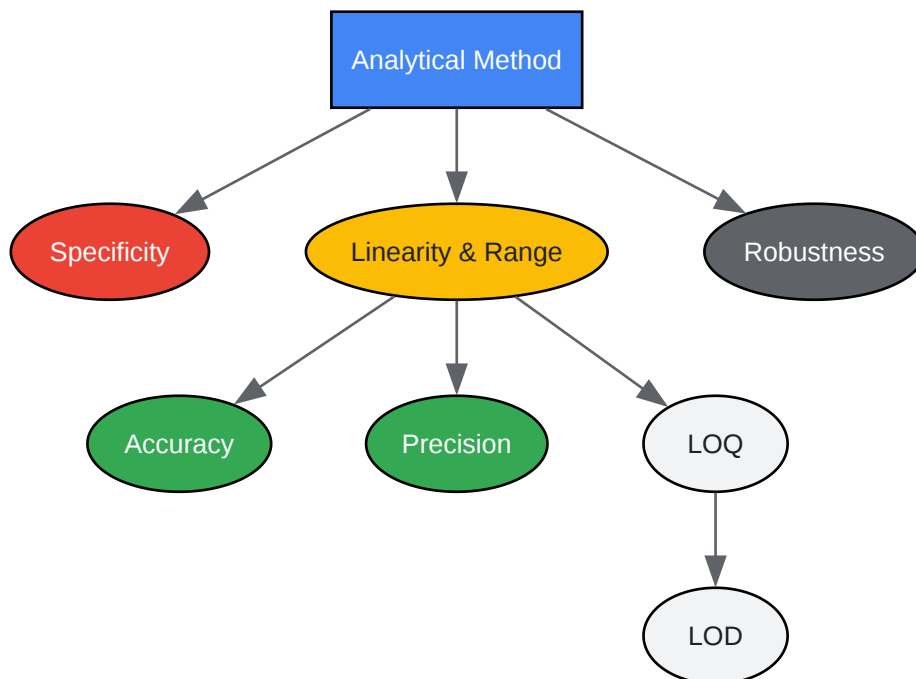 Analytical Method
Specificity
Linearity & Range
Robustness
Accuracy
Precision
LOQ
LOD